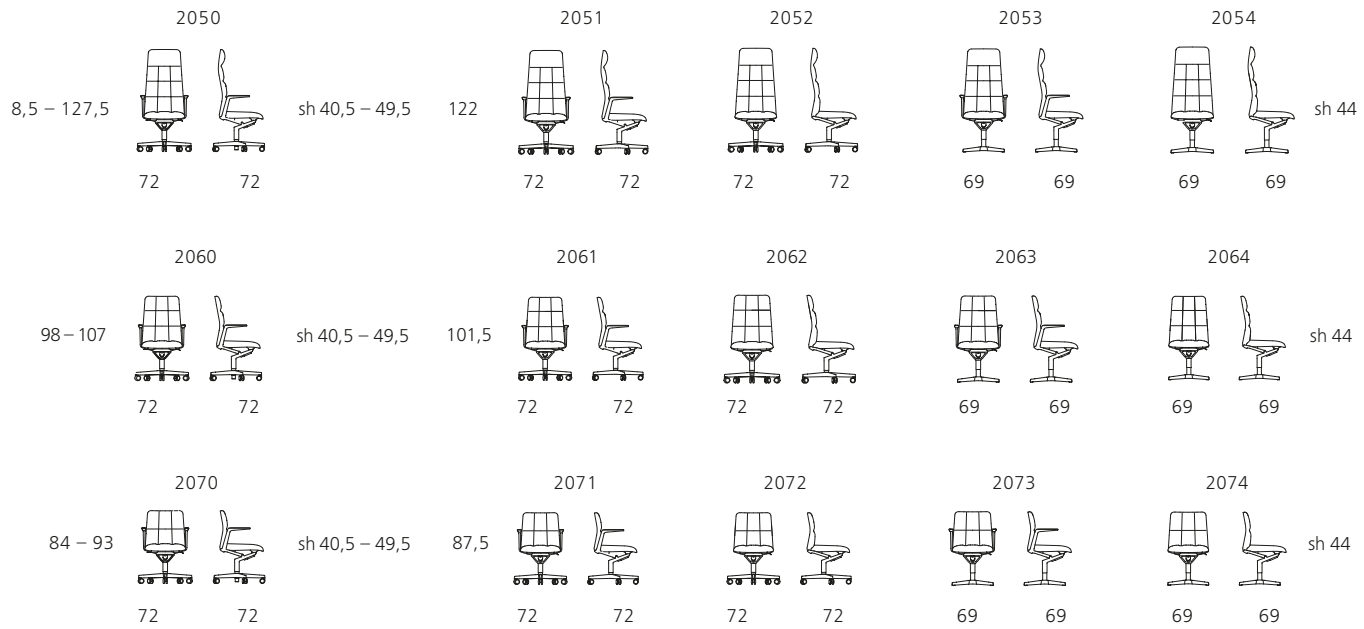 2050 2051 2052 2053 2054
8,5 – 127,5 sh 40,5 – 49,5 122 sh 44
72 72 72 72 72 72 69 69 69 69
2060 2061 2062 2063 2064
98 – 107 sh 40,5 – 49,5 101,5 sh 44
72 72 72 72 72 72 69 69 69 69
2070 2071 2072 2073 2074
84 – 93 sh 40,5 – 49,5 87,5 sh 44
72 72 72 72 72 72 69 69 69 69